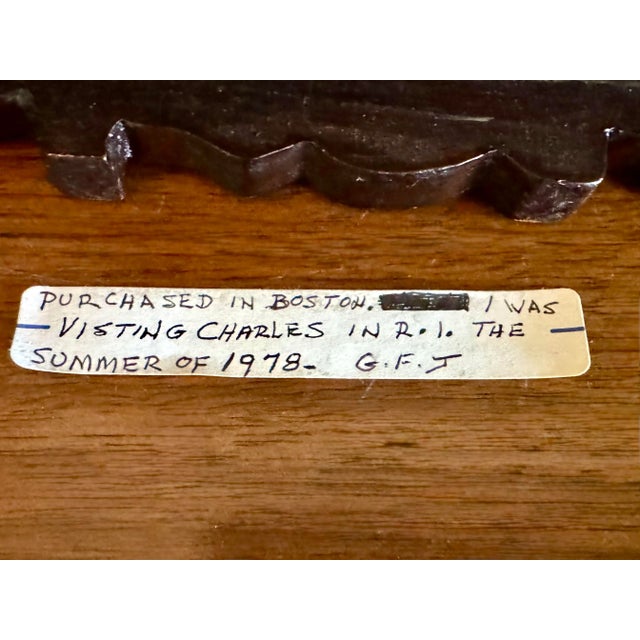 PURCHASED IN BOSTON. I WAS
VISTING CHARLES IN R.I. THE
SUMMER OF 1978- G.F.J